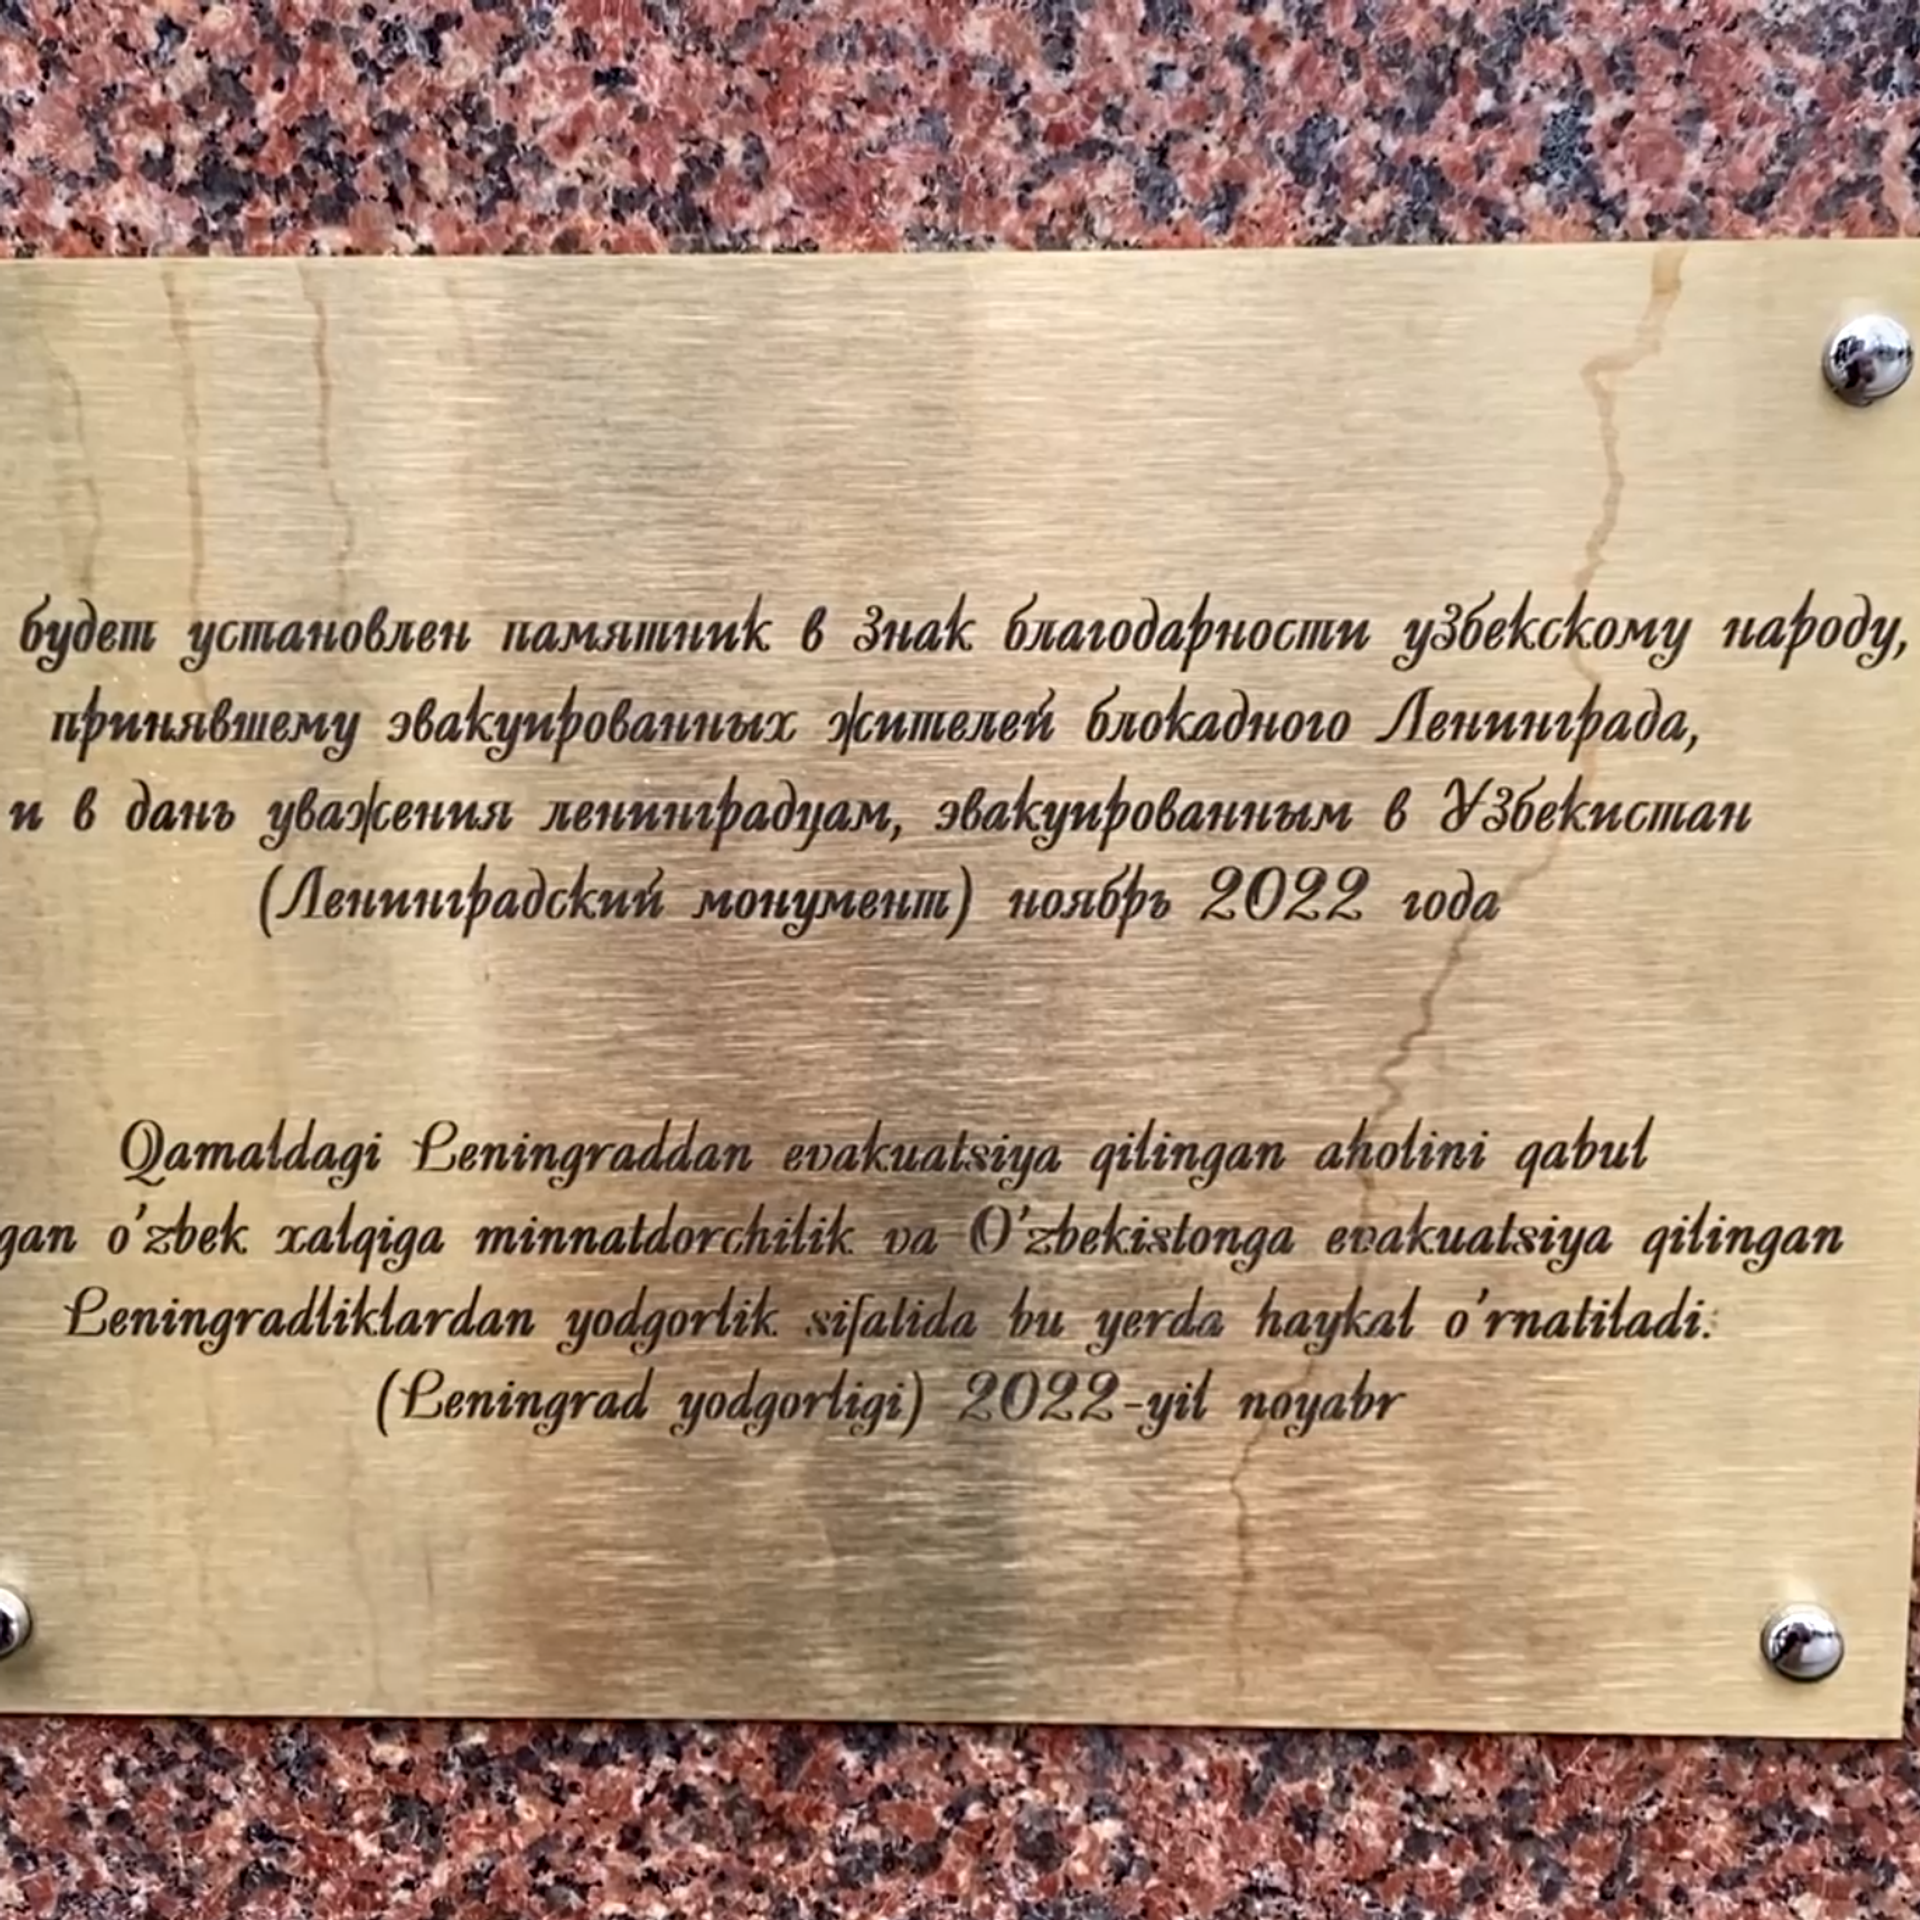 будет установлен памятник в знак благодарности узбекскому народу,
принявшему эвакуированных жителей блокадного Ленинграда,
и в дань уважения ленинградцам, эвакуированным в Узбекистан
(Ленинградский монумент) ноябрь 2022 года
Qamaldagi Leningraddan evakuatsiya qilingan aholini qabul
gan o'zbek xalqiga minnatdorchilik va O'zbekistonga evakuatsiya qilingan
Leningradliklardan yodgorlik sifatida bu yerda haykal o'rnatiladi.
(Leningrad yodgorligi) 2022-yil noyabr